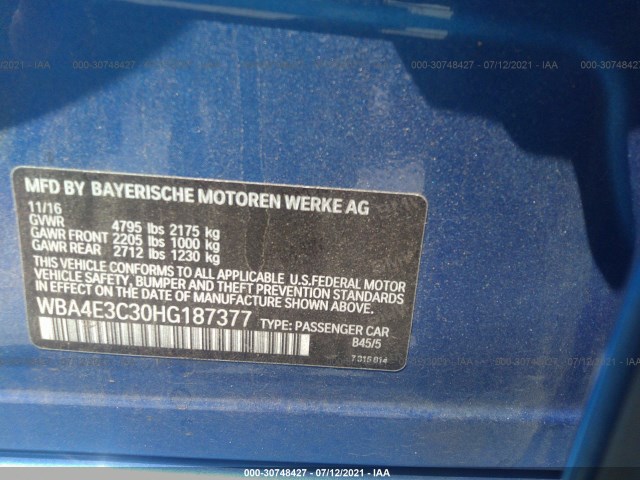 000-30748427 - 07/12/2021 - IAA
000-30748427 - 07/12/2021 - IAA
MFD BY BAYERISCHE MOTOREN WERKE AG
11/16
GVWR 4795 lbs 2175 kg
GAWR FRONT 2205 lbs 1000 kg
GAWR REAR 2712 lbs 1230 kg
THIS VEHICLE CONFORMS TO ALL APPLICABLE U.S.FEDERAL MOTOR
VEHICLE SAFETY, BUMPER AND THEFT PREVENTION STANDARDS
IN EFFECT ON THE DATE OF MANUFACTURE SHOWN ABOVE.
WBA4E3C30HG187377 TYPE: PASSENGER CAR
B45/5
7 315 614
000-30748427 - 07/12/2021 - IAA